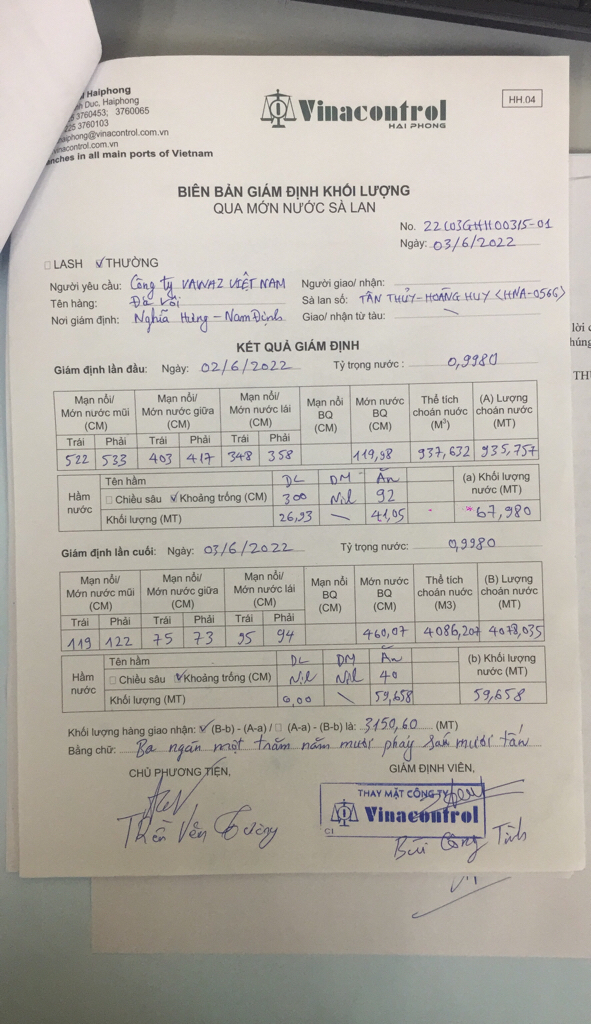 Haiphong
Duc, Haiphong
3760453; 3760065
3760103
haiphong@vinacontrol.com.vn
vinacontrol.com.vn
nches in all main ports of Vietnam
Vinacontrol
HAI PHONG
HH.04
BIÊN BẢN GIÁM ĐỊNH KHỐI LƯỢNG
QUA MỚN NƯỚC SÀ LAN
No. 22L03GHH00315-01
Ngày: 03/6/2022
LASH ✓THƯỜNG
Người yêu cầu: Công ty VAWAZ VIỆT NAM Người giao/ nhận:
Tên hàng: Đá vôi Sà lan số: TÂN THỦY-HOÀNG HUY <HNA-0566>
Nơi giám định: Nghĩa Hưng - Nam Định Giao/ nhận từ tàu: \
KẾT QUẢ GIÁM ĐỊNH
Giám định lần đầu: Ngày: 02/6/2022 Tỷ trọng nước: 0,9980
Mạn nổi/ Mớn nước mũi (CM) Mạn nổi/ Mớn nước giữa (CM) Mạn nổi/ Mớn nước lái (CM) Mạn nổi BQ (CM) Mớn nước BQ (CM) Thể tích choán nước (M³) (A) Lượng choán nước (MT)
Trái Phải Trái Phải Trái Phải
522 533 403 417 348 358 119,98 937,632 935,757
Hầm nước
Tên hầm DL DM Ăn (a) Khối lượng nước (MT)
Chiều sâu ✓Khoảng trống (CM) 300 Nil 92
Khối lượng (MT) 26,93 \ 41,05 - 67,980
Giám định lần cuối: Ngày: 03/6/2022 Tỷ trọng nước: 0,9980
Mạn nổi/ Mớn nước mũi (CM) Mạn nổi/ Mớn nước giữa (CM) Mạn nổi/ Mớn nước lái (CM) Mạn nổi BQ (CM) Mớn nước BQ (CM) Thể tích choán nước (M3) (B) Lượng choán nước (MT)
Trái Phải Trái Phải Trái Phải
119 122 75 73 95 94 460,07 4086,207 4078,035
Hầm nước
Tên hầm DL DM Ăn (b) Khối lượng nước (MT)
Chiều sâu ✓Khoảng trống (CM) Nil Nil 40
Khối lượng (MT) 0,00 \ 59,658 59,658
Khối lượng hàng giao nhận: ✓ (B-b) - (A-a) / (A-a) - (B-b) là: 3150,60 (MT)
Bằng chữ: Ba ngàn một trăm năm mươi phảy sáu mươi tấn
CHỦ PHƯƠNG TIỆN, GIÁM ĐỊNH VIÊN,
THAY MẶT CÔNG TY
Vinacontrol
CI
Trần Văn Cường
Bùi Công Tỉnh